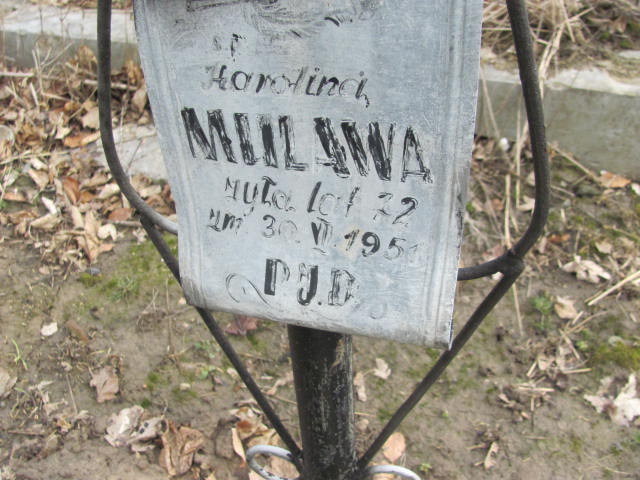 Ś.P.
Karolina
MULAWA
żyła lat 72
zm 30 VI 1951
P.J.D.